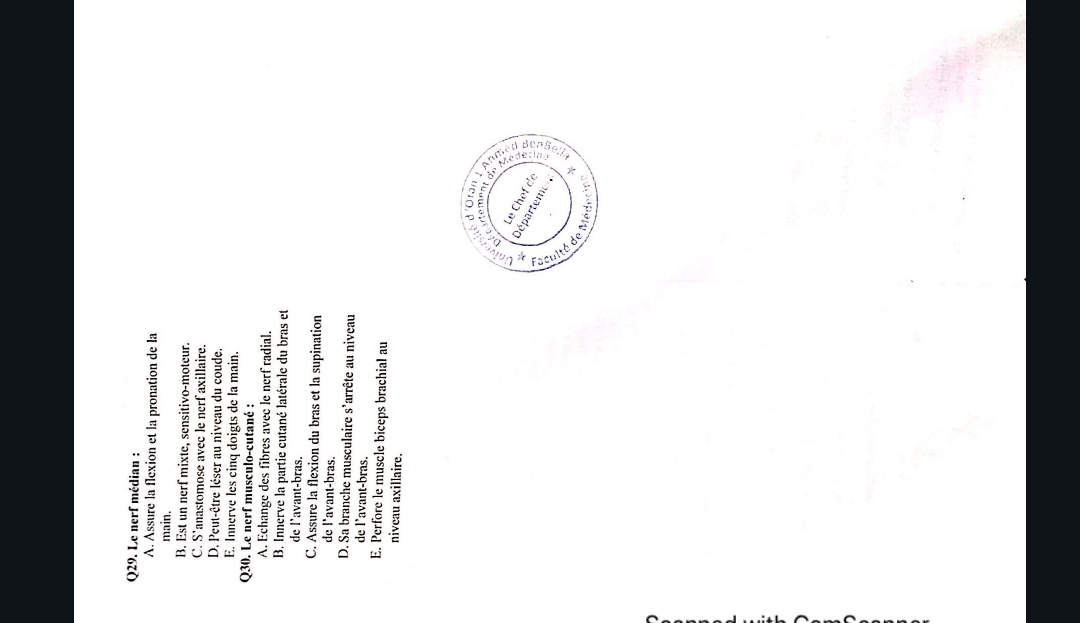 Q29. Le nerf médian :
A. Assure la flexion et la pronation de la
main.
B. Est un nerf mixte, sensitivo-moteur.
C. S'anastomose avec le nerf axillaire.
D. Peut-être léser au niveau du coude.
E. Innerve les cinq doigts de la main.
Q30. Le nerf musculo-cutané :
A. Echange des fibres avec le nerf radial.
B. Innerve la partie cutané latérale du bras et
de l'avant-bras.
C. Assure la flexion du bras et la supination
de l'avant-bras.
D. Sa branche musculaire s'arrête au niveau
de l'avant-bras.
E. Perfore le muscle biceps brachial au
niveau axillaire.
Université d'Oran 1 Ahmed BenBella
Département de Médecine
Le Chef de
Département
Faculté de Médecine
Scanned with CamScanner